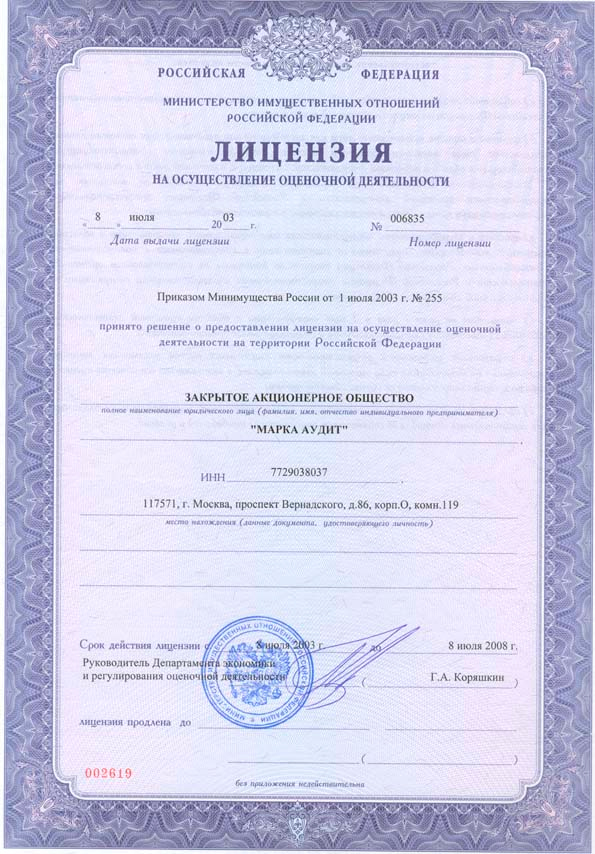 РОССИЙСКАЯ ФЕДЕРАЦИЯ
МИНИСТЕРСТВО ИМУЩЕСТВЕННЫХ ОТНОШЕНИЙ
РОССИЙСКОЙ ФЕДЕРАЦИИ
ЛИЦЕНЗИЯ
НА ОСУЩЕСТВЛЕНИЕ ОЦЕНОЧНОЙ ДЕЯТЕЛЬНОСТИ
« 8 » июля 2003 г. № 006835
Дата выдачи лицензии Номер лицензии
Приказом Минимущества России от 1 июля 2003 г. № 255
принято решение о предоставлении лицензии на осуществление оценочной
деятельности на территории Российской Федерации
ЗАКРЫТОЕ АКЦИОНЕРНОЕ ОБЩЕСТВО
полное наименование юридического лица (фамилия, имя, отчество индивидуального предпринимателя)
"МАРКА АУДИТ"
ИНН 7729038037 ,
117571, г. Москва, проспект Вернадского, д.86, корп.О, комн.119
место нахождения (данные документа, удостоверяющего личность)
Срок действия лицензии с 8 июля 2003 г. до 8 июля 2008 г.
Руководитель Департамента экономики
и регулирования оценочной деятельности ( Г.А. Коряшкин )
лицензия продлена до
( )
002619
без приложения недействительна